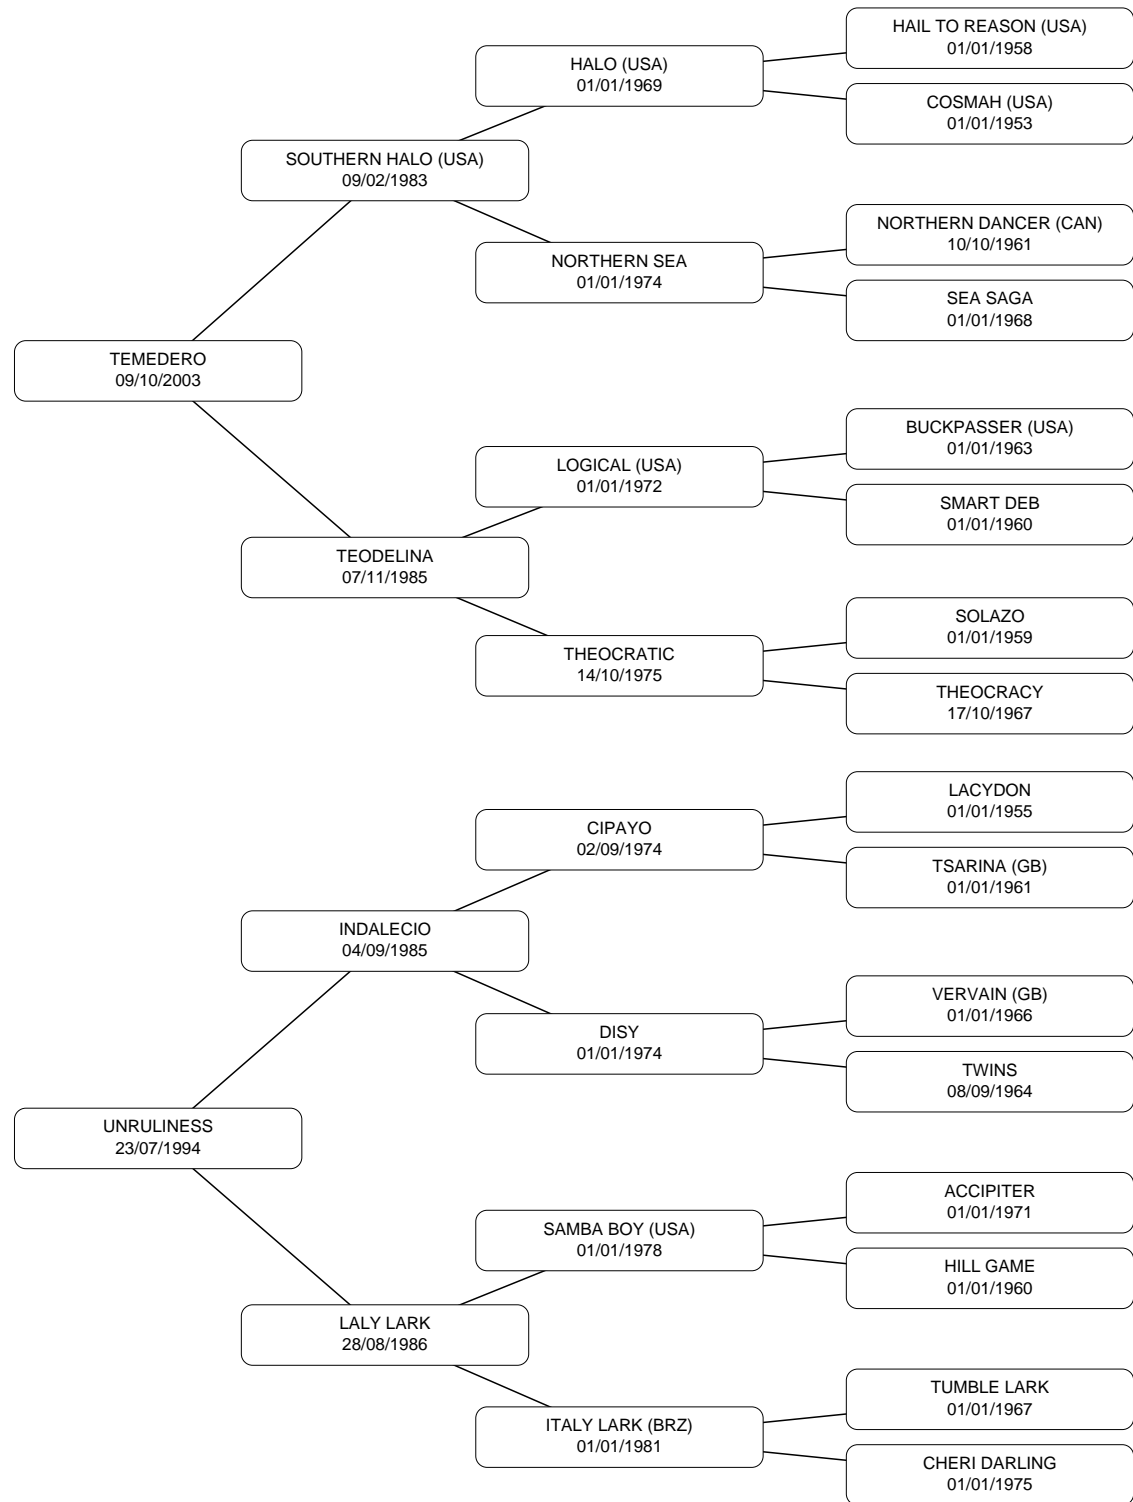 HAIL TO REASON (USA)
01/01/1958
HALO (USA)
01/01/1969
COSMAH (USA)
01/01/1953
SOUTHERN HALO (USA)
09/02/1983
NORTHERN DANCER (CAN)
10/10/1961
NORTHERN SEA
01/01/1974
SEA SAGA
01/01/1968
TEMEDERO
09/10/2003
BUCKPASSER (USA)
01/01/1963
LOGICAL (USA)
01/01/1972
SMART DEB
01/01/1960
TEODELINA
07/11/1985
SOLAZO
01/01/1959
THEOCRATIC
14/10/1975
THEOCRACY
17/10/1967
LACYDON
01/01/1955
CIPAYO
02/09/1974
TSARINA (GB)
01/01/1961
INDALECIO
04/09/1985
VERVAIN (GB)
01/01/1966
DISY
01/01/1974
TWINS
08/09/1964
UNRULINESS
23/07/1994
ACCIPITER
01/01/1971
SAMBA BOY (USA)
01/01/1978
HILL GAME
01/01/1960
LALY LARK
28/08/1986
TUMBLE LARK
01/01/1967
ITALY LARK (BRZ)
01/01/1981
CHERI DARLING
01/01/1975